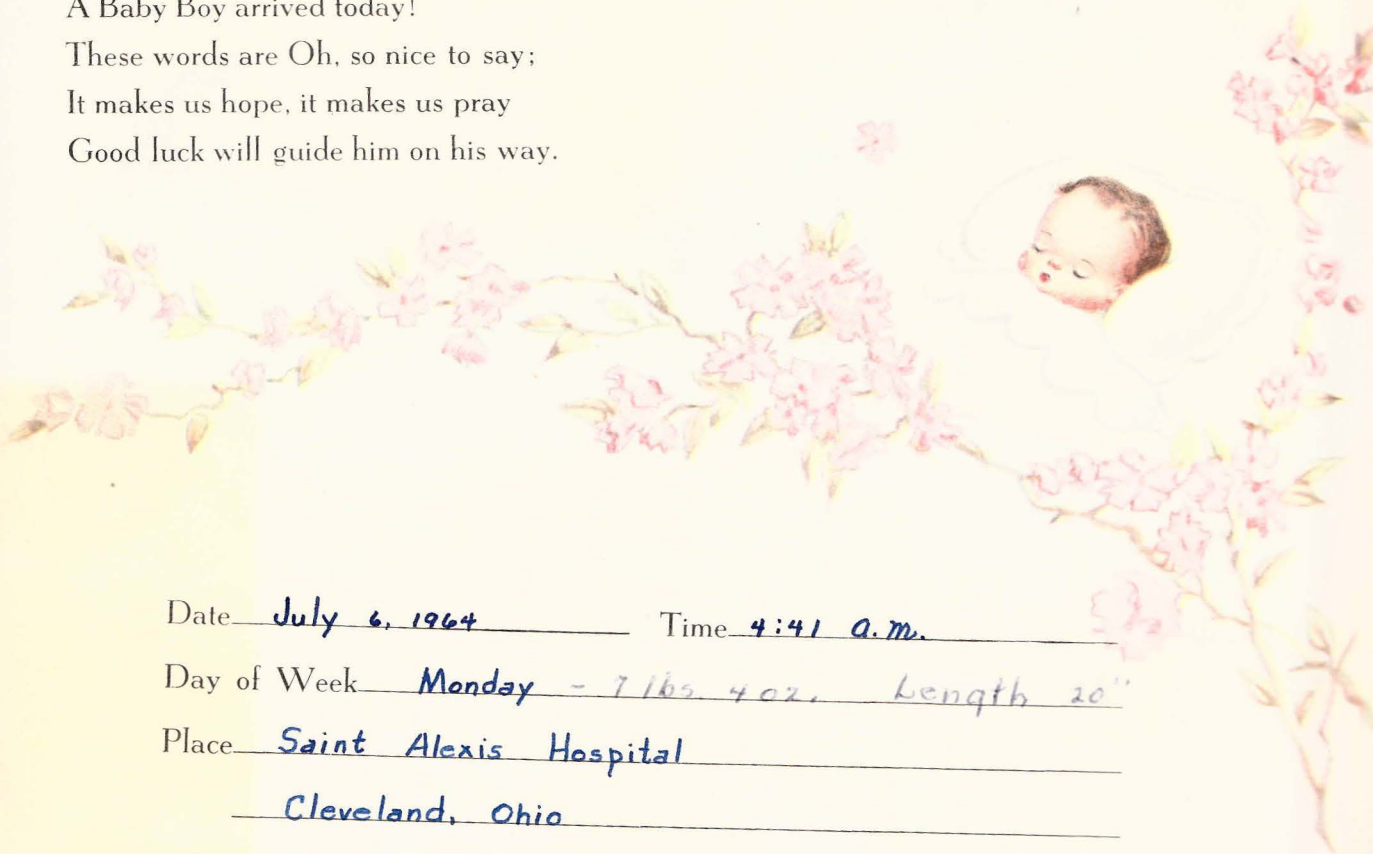 A Baby Boy arrived today!
These words are Oh, so nice to say;
It makes us hope, it makes us pray
Good luck will guide him on his way.
Date July 6, 1964 Time 4:41 a.m.
Day of Week Monday - 7 lbs. 4 oz. Length 20"
Place Saint Alexis Hospital
Cleveland, Ohio